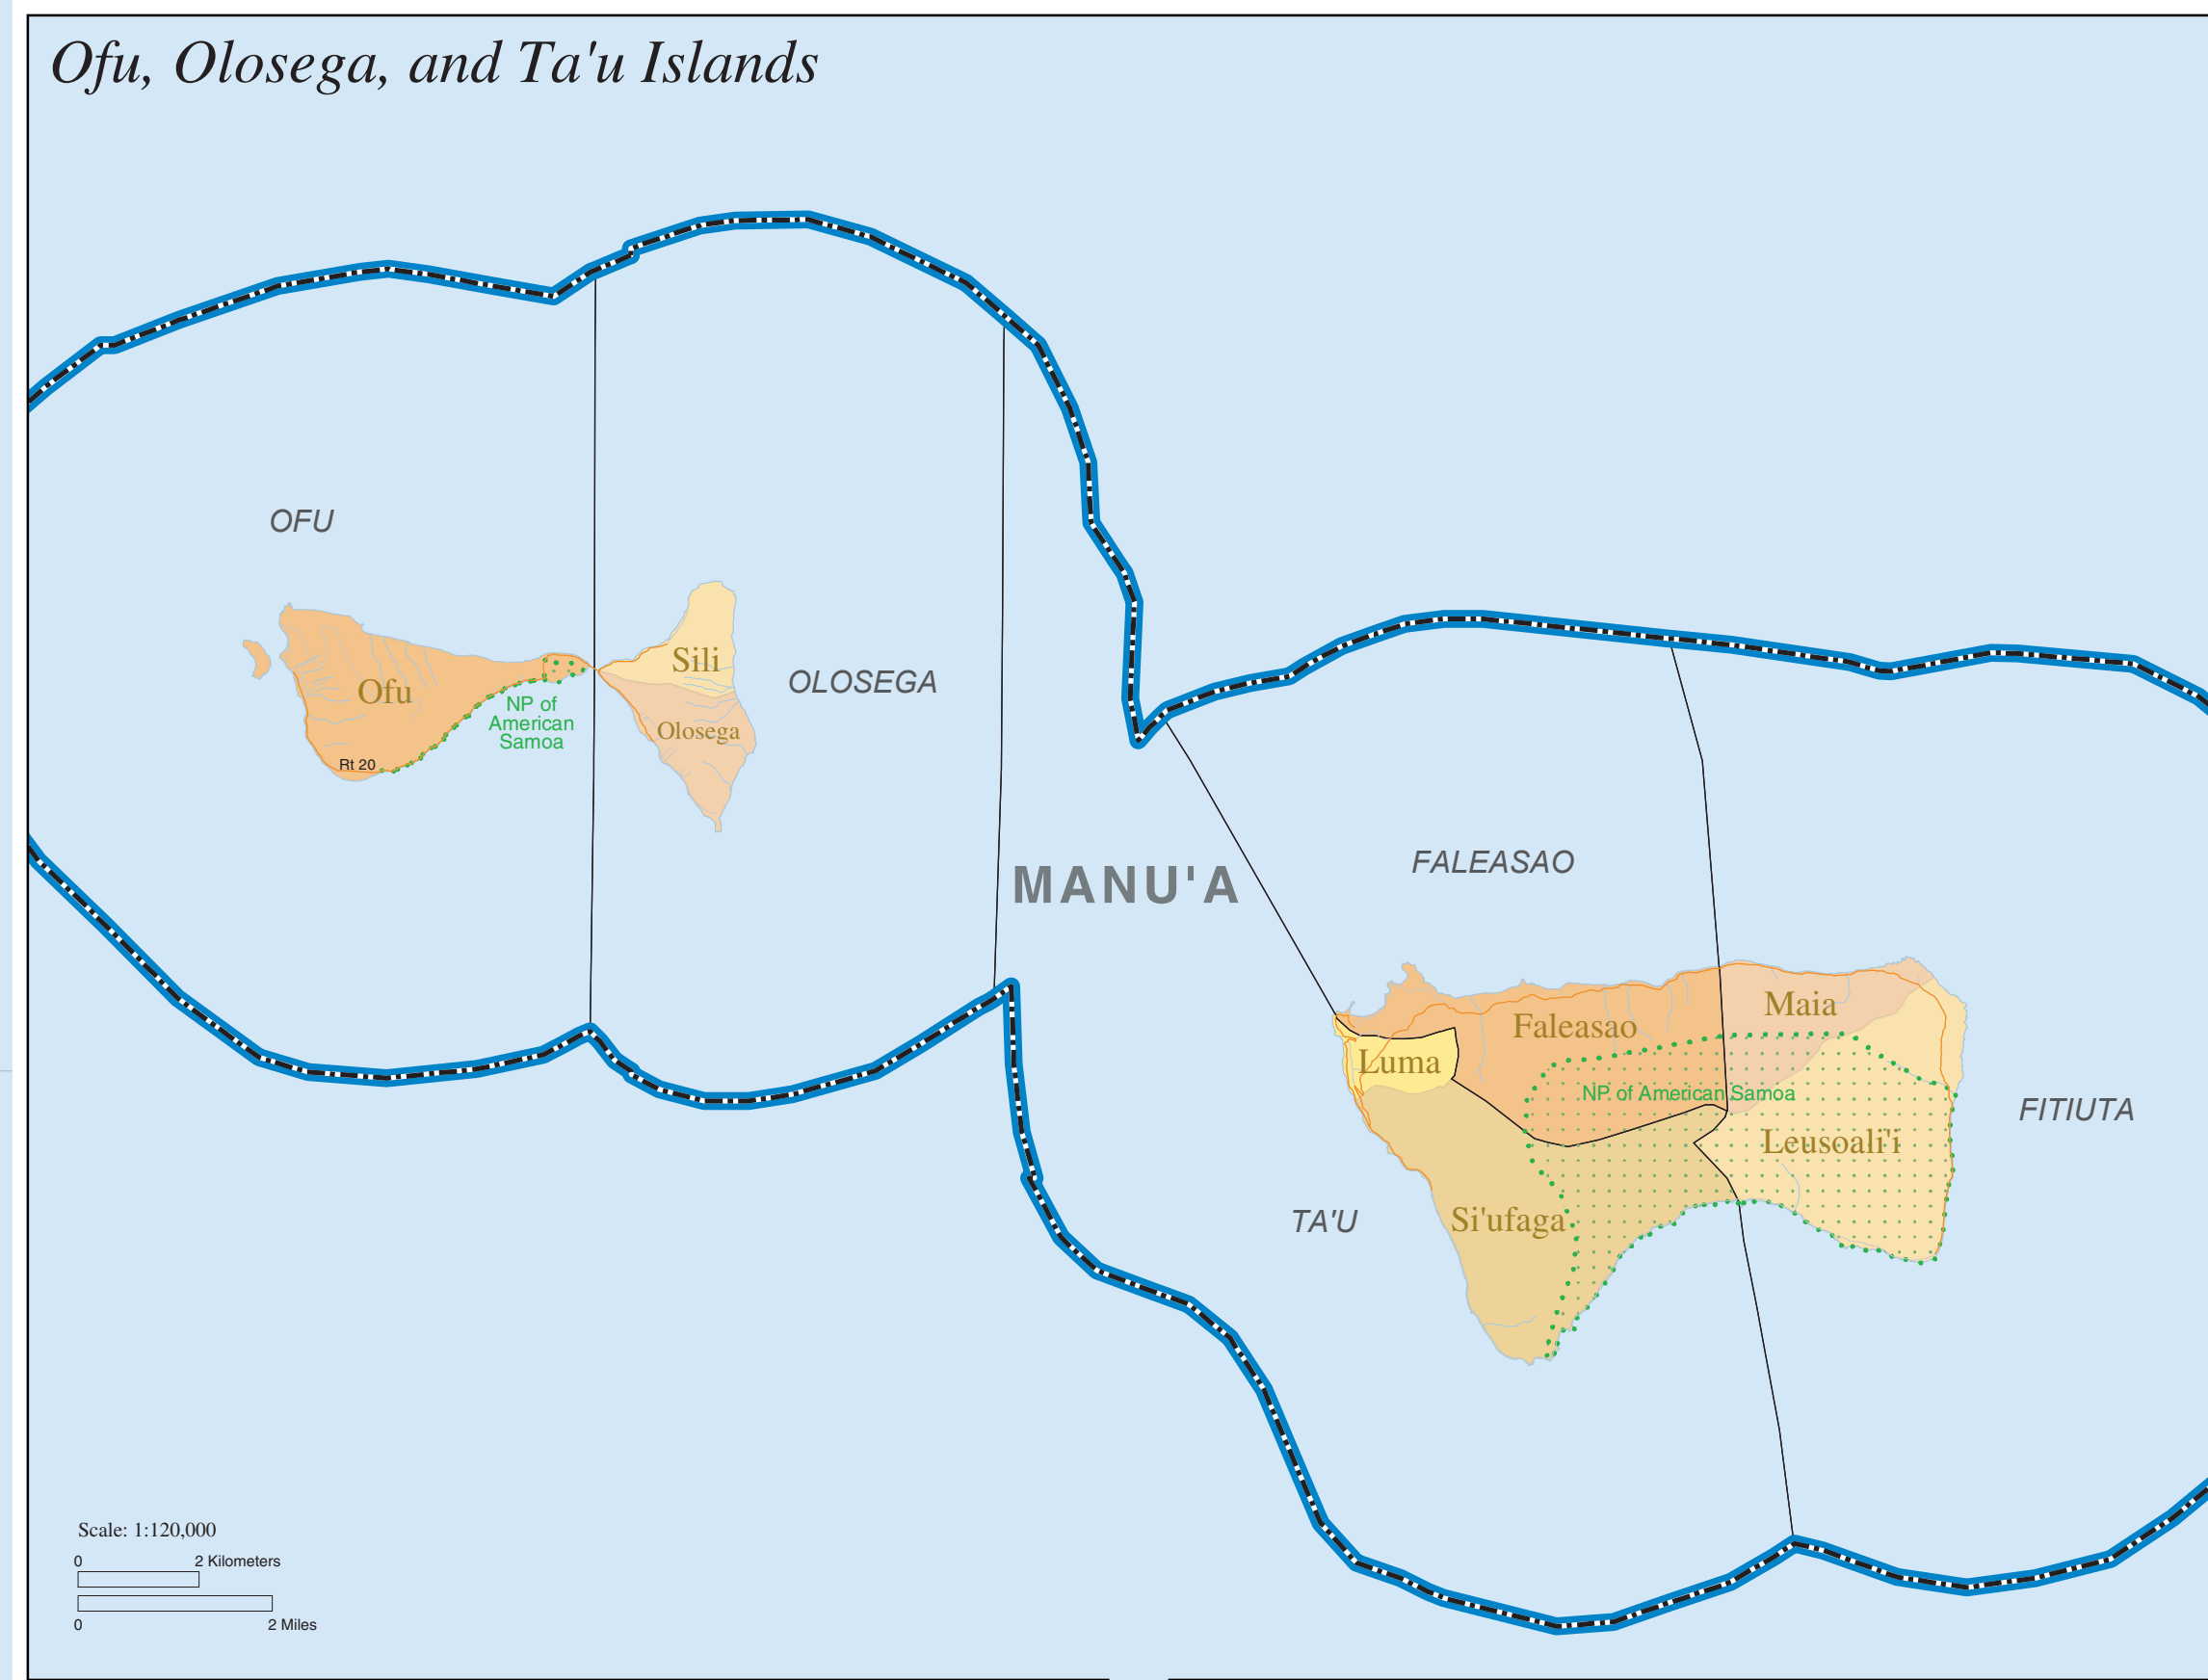 Ofu, Olosega, and Ta'u Islands
OFU
Sili
OLOSEGA
Ofu
NP of
American
Samoa
Olosega
Rt 20
MANU'A
FALEASAO
Maia
Faleasao
Luma
NP of American Samoa
FITIUTA
Leusoali'i
TA'U
Si'ufaga
Scale: 1:120,000
0 2 Kilometers
0 2 Miles